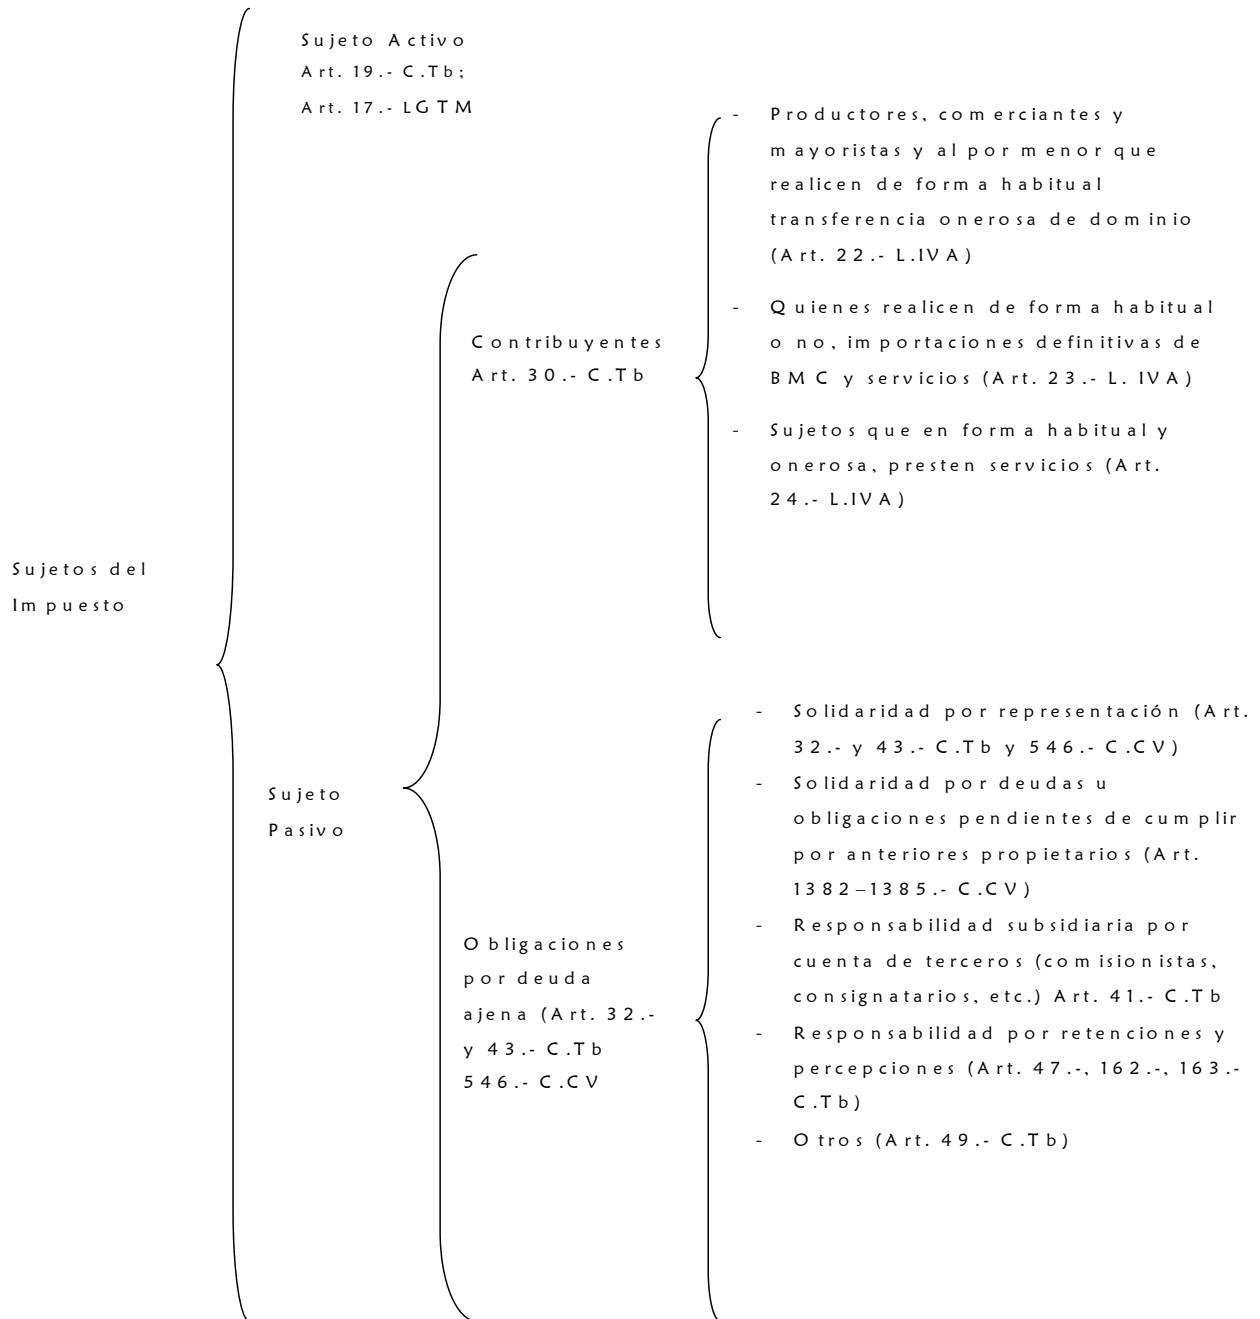 Sujeto Activo
Art. 19.- C.Tb;
Art. 17.- LGTM
- Productores, comerciantes y
mayoristas y al por menor que
realicen de forma habitual
transferencia onerosa de dominio
(Art. 22.- L.IVA)
- Quienes realicen de forma habitual
o no, importaciones definitivas de
BMC y servicios (Art. 23.- L. IVA)
- Sujetos que en forma habitual y
onerosa, presten servicios (Art.
24.- L.IVA)
Contribuyentes
Art. 30.- C.Tb
Sujetos del
Impuesto
Sujeto
Pasivo
Obligaciones
por deuda
ajena (Art. 32.-
y 43.- C.Tb
546.- C.CV
- Solidaridad por representación (Art.
32.- y 43.- C.Tb y 546.- C.CV)
- Solidaridad por deudas u
obligaciones pendientes de cumplir
por anteriores propietarios (Art.
1382–1385.- C.CV)
- Responsabilidad subsidiaria por
cuenta de terceros (comisionistas,
consignatarios, etc.) Art. 41.- C.Tb
- Responsabilidad por retenciones y
percepciones (Art. 47.-, 162.-, 163.-
C.Tb)
- Otros (Art. 49.- C.Tb)